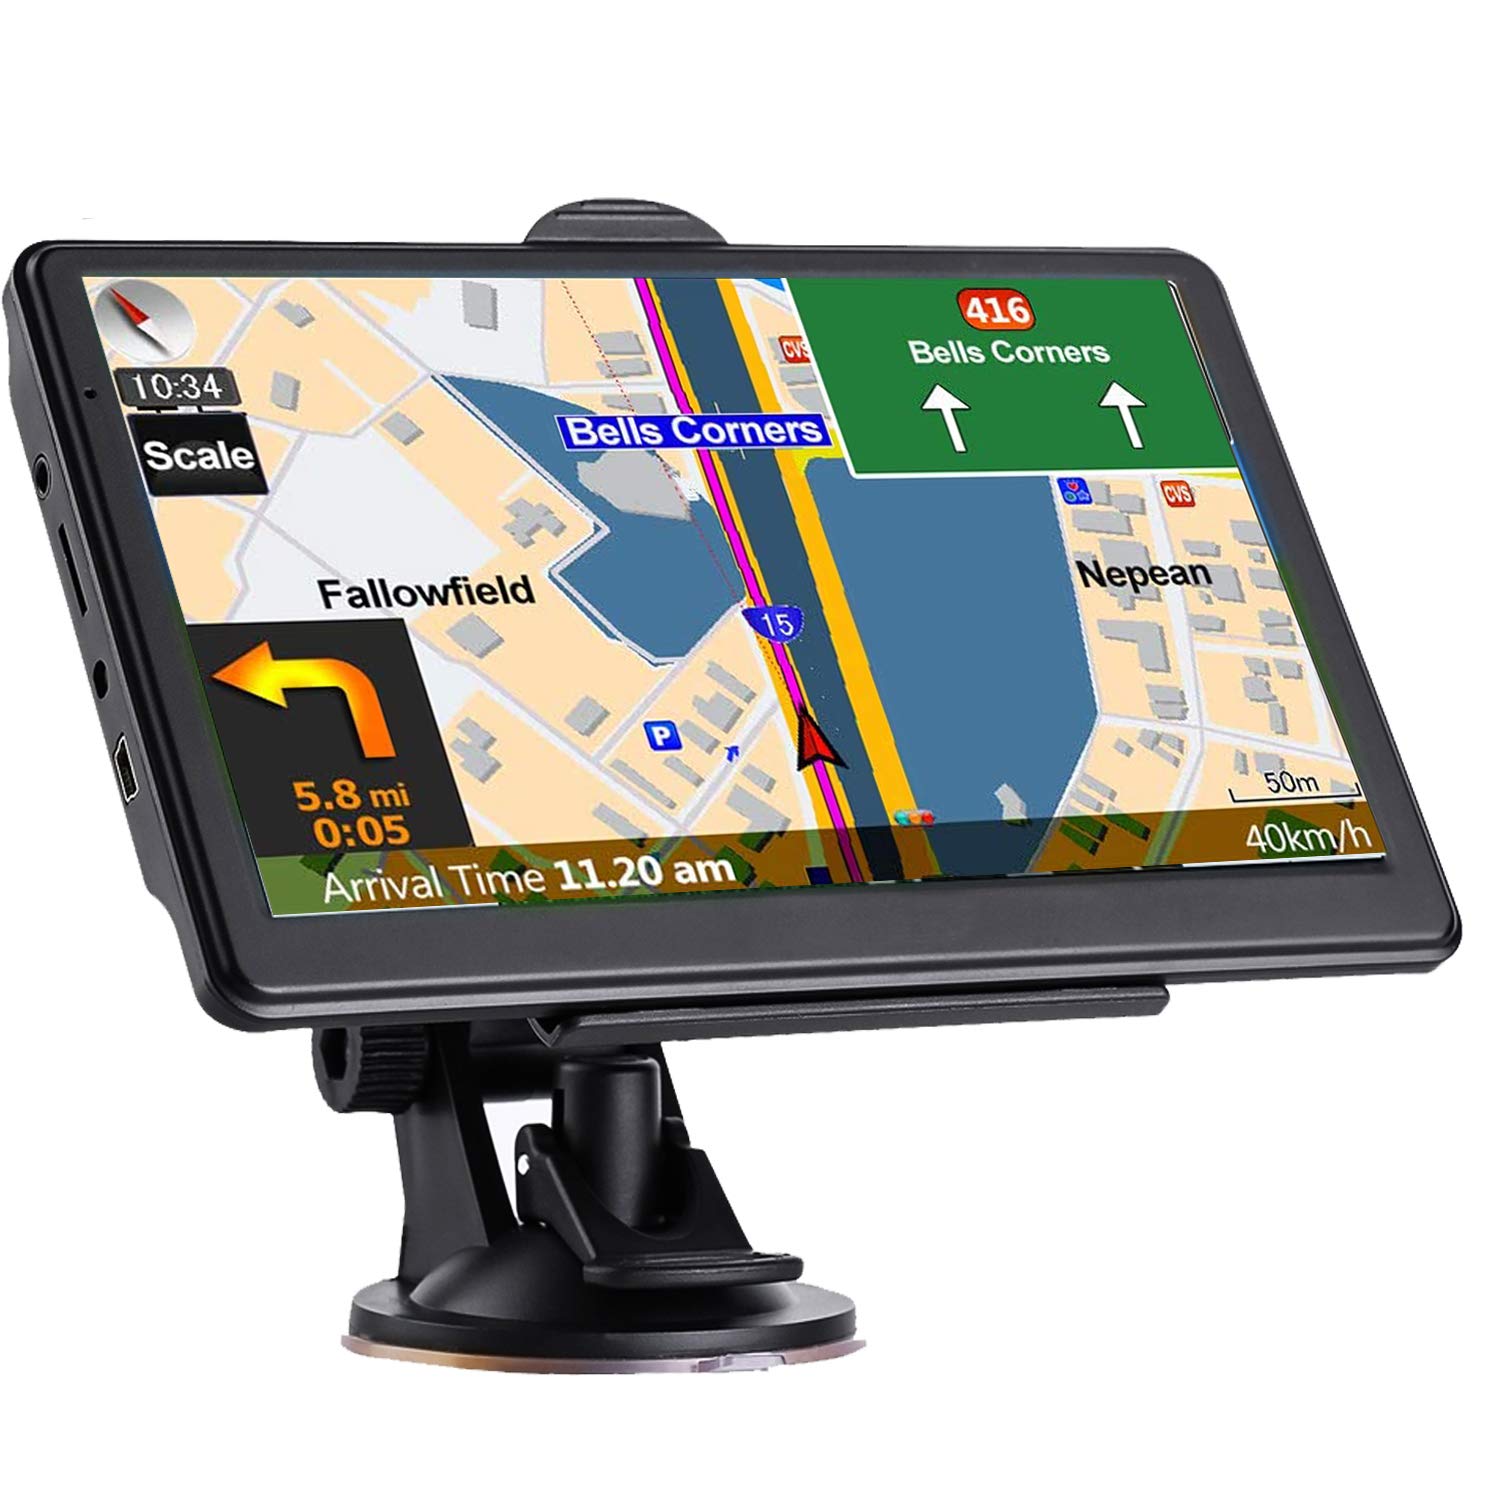 416
Bells Corners
CVS
10:34
Bells Corners
Scale
CVS
Fallowfield
Nepean
15
P
5.8 mi
0:05
50m
Arrival Time 11.20 am
40km/h